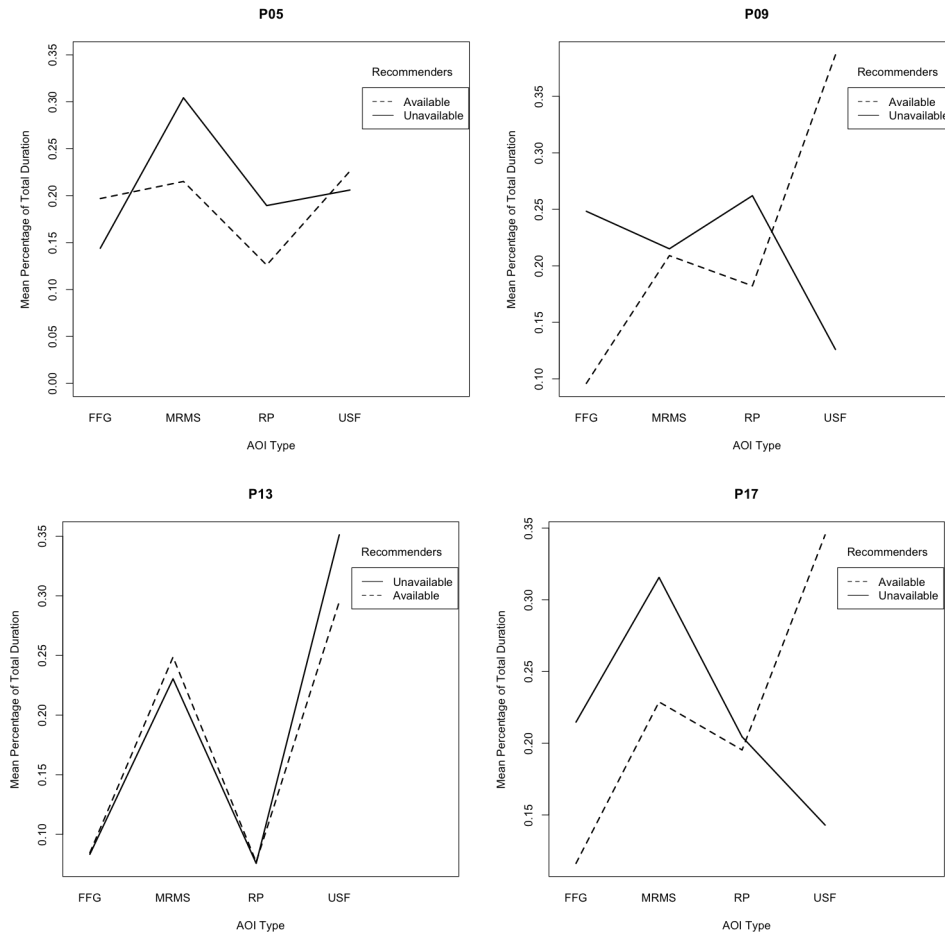 P05
Mean Percentage of Total Duration
0.35
0.30
0.25
0.20
0.15
0.10
0.05
0.00
Recommenders
Available
Unavailable
FFG MRMS RP USF
AOI Type
P09
Mean Percentage of Total Duration
0.35
0.30
0.25
0.20
0.15
0.10
Recommenders
Available
Unavailable
FFG MRMS RP USF
AOI Type
P13
Mean Percentage of Total Duration
0.35
0.30
0.25
0.20
0.15
0.10
Recommenders
Unavailable
Available
FFG MRMS RP USF
AOI Type
P17
Mean Percentage of Total Duration
0.35
0.30
0.25
0.20
0.15
Recommenders
Available
Unavailable
FFG MRMS RP USF
AOI Type